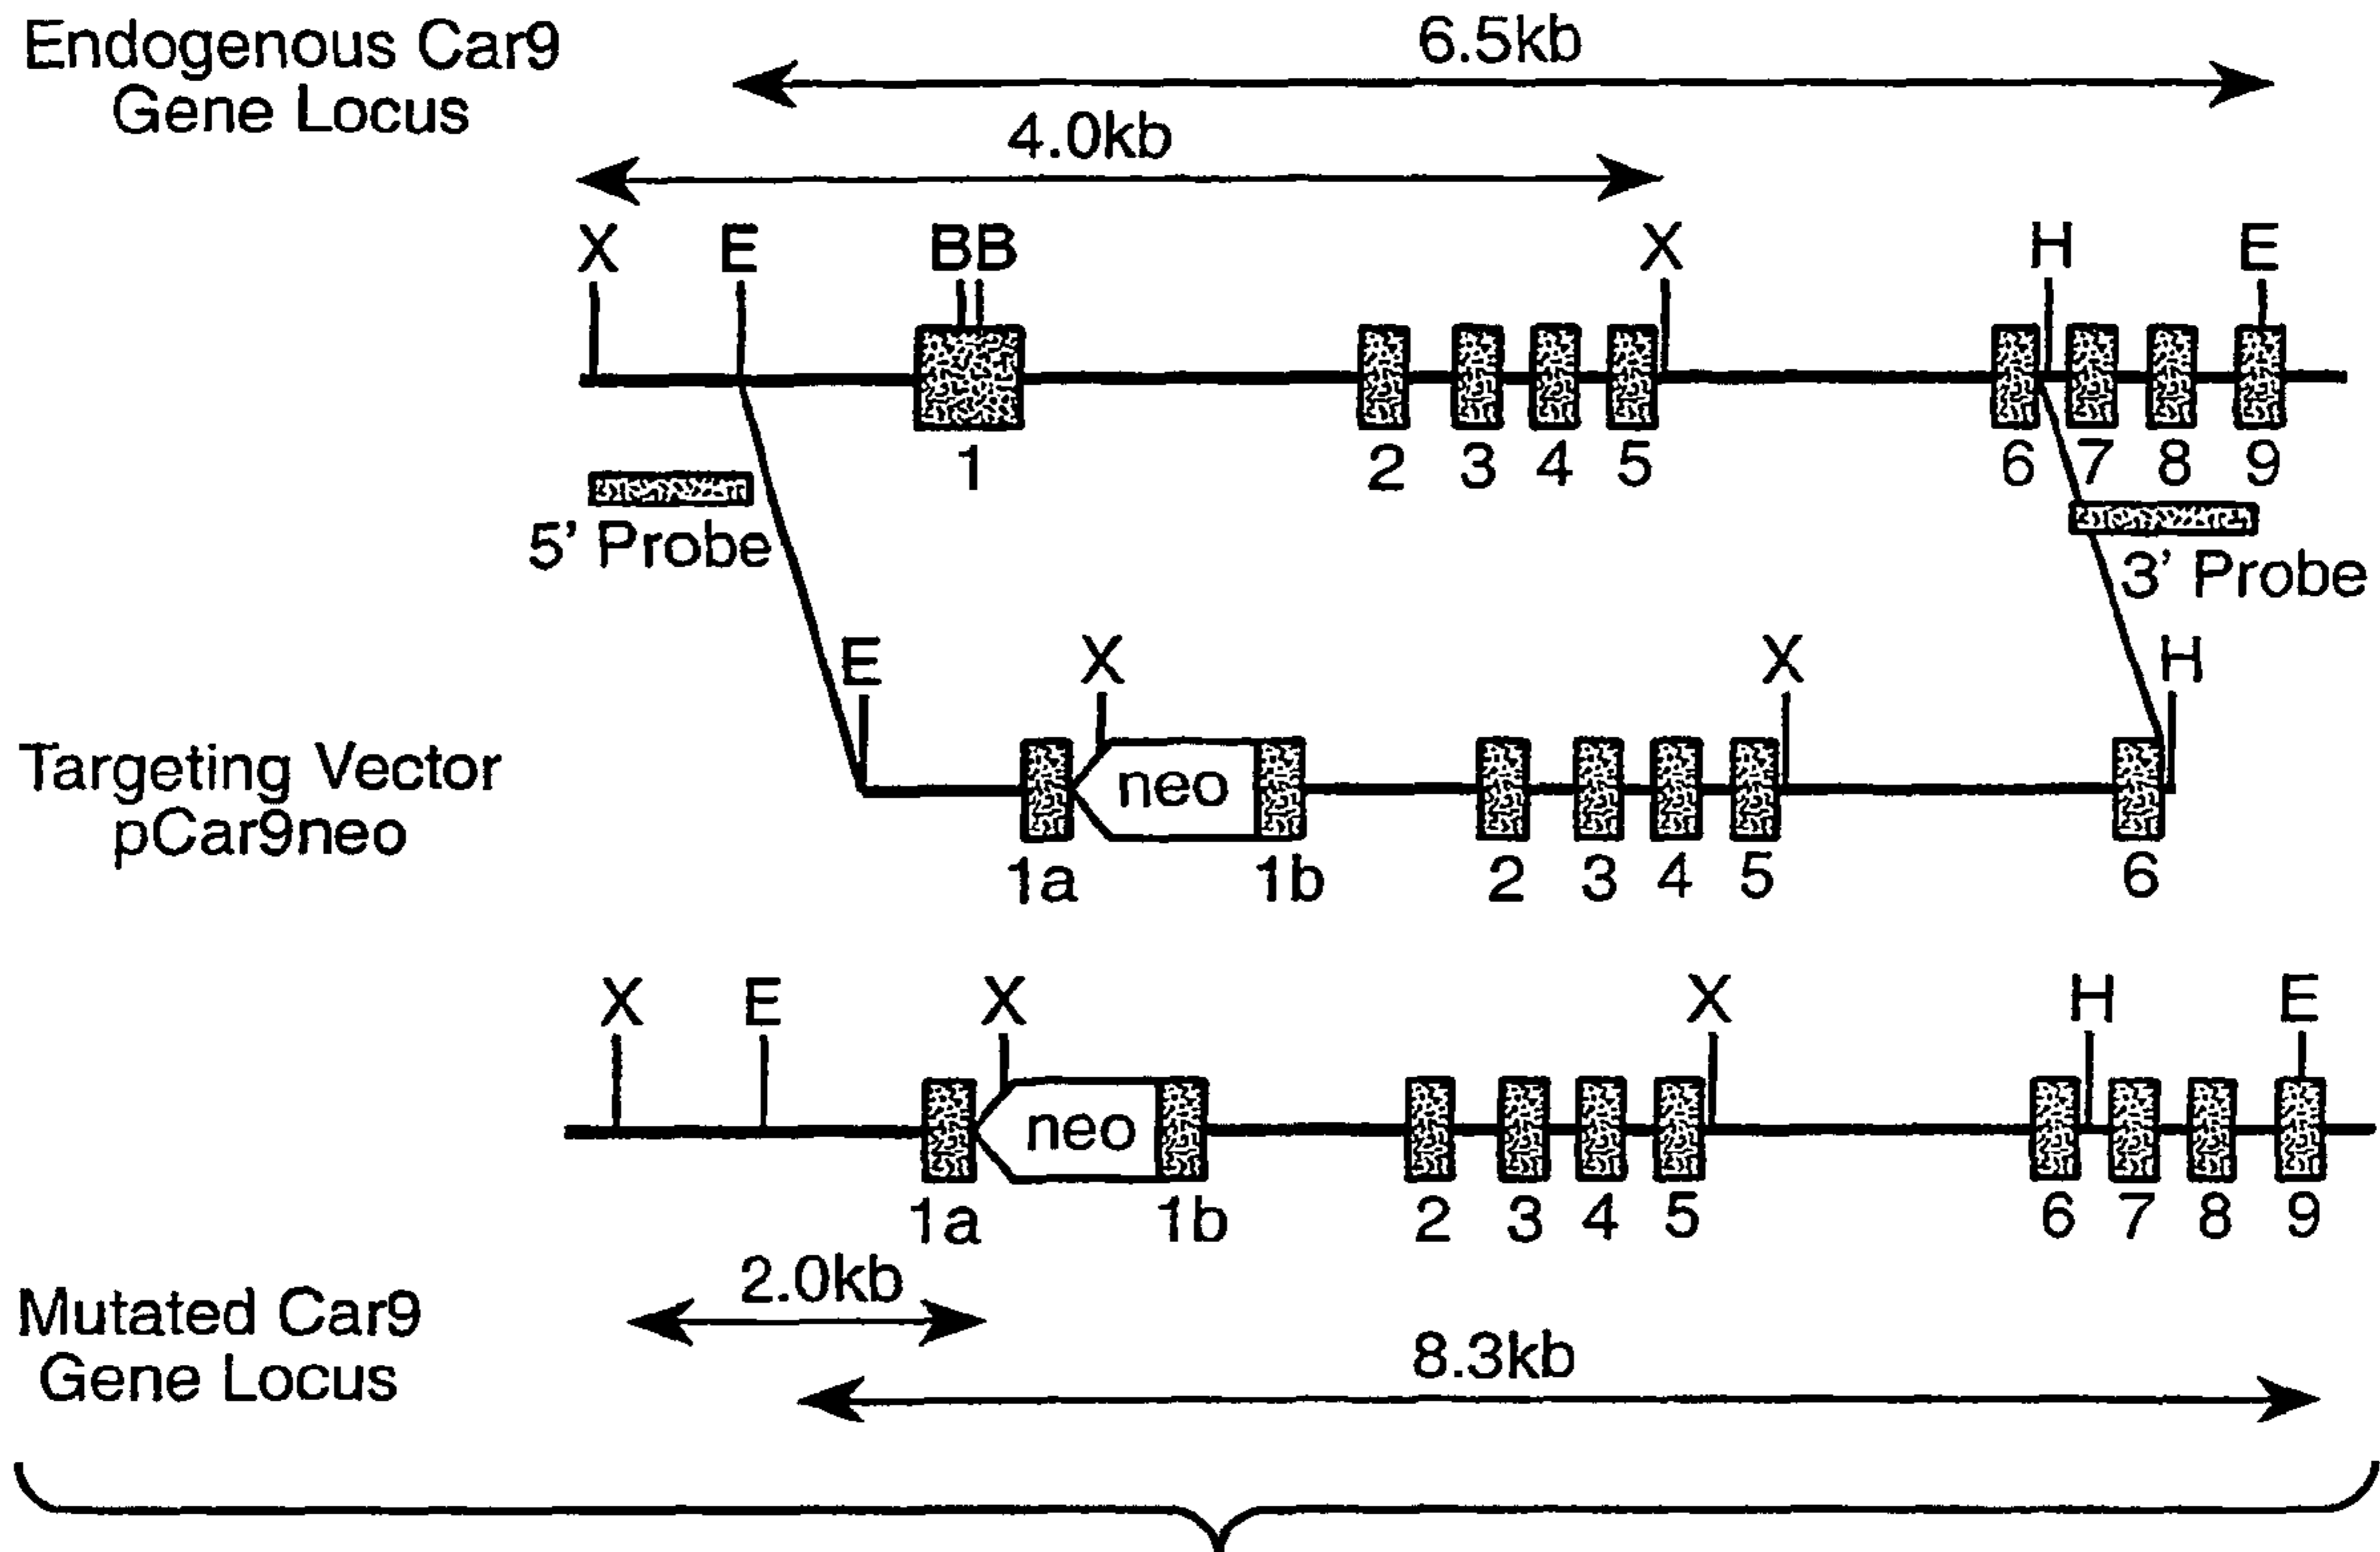 Endogenous Car9
Gene Locus
6.5kb
4.0kb
X E BB X H E
1 2 3 4 5 6 7 8 9
5' Probe
3' Probe
E X X H
Targeting Vector
pCar9neo
neo
1a 1b 2 3 4 5 6
X E X X H E
neo
1a 1b 2 3 4 5 6 7 8 9
Mutated Car9
Gene Locus
2.0kb
8.3kb